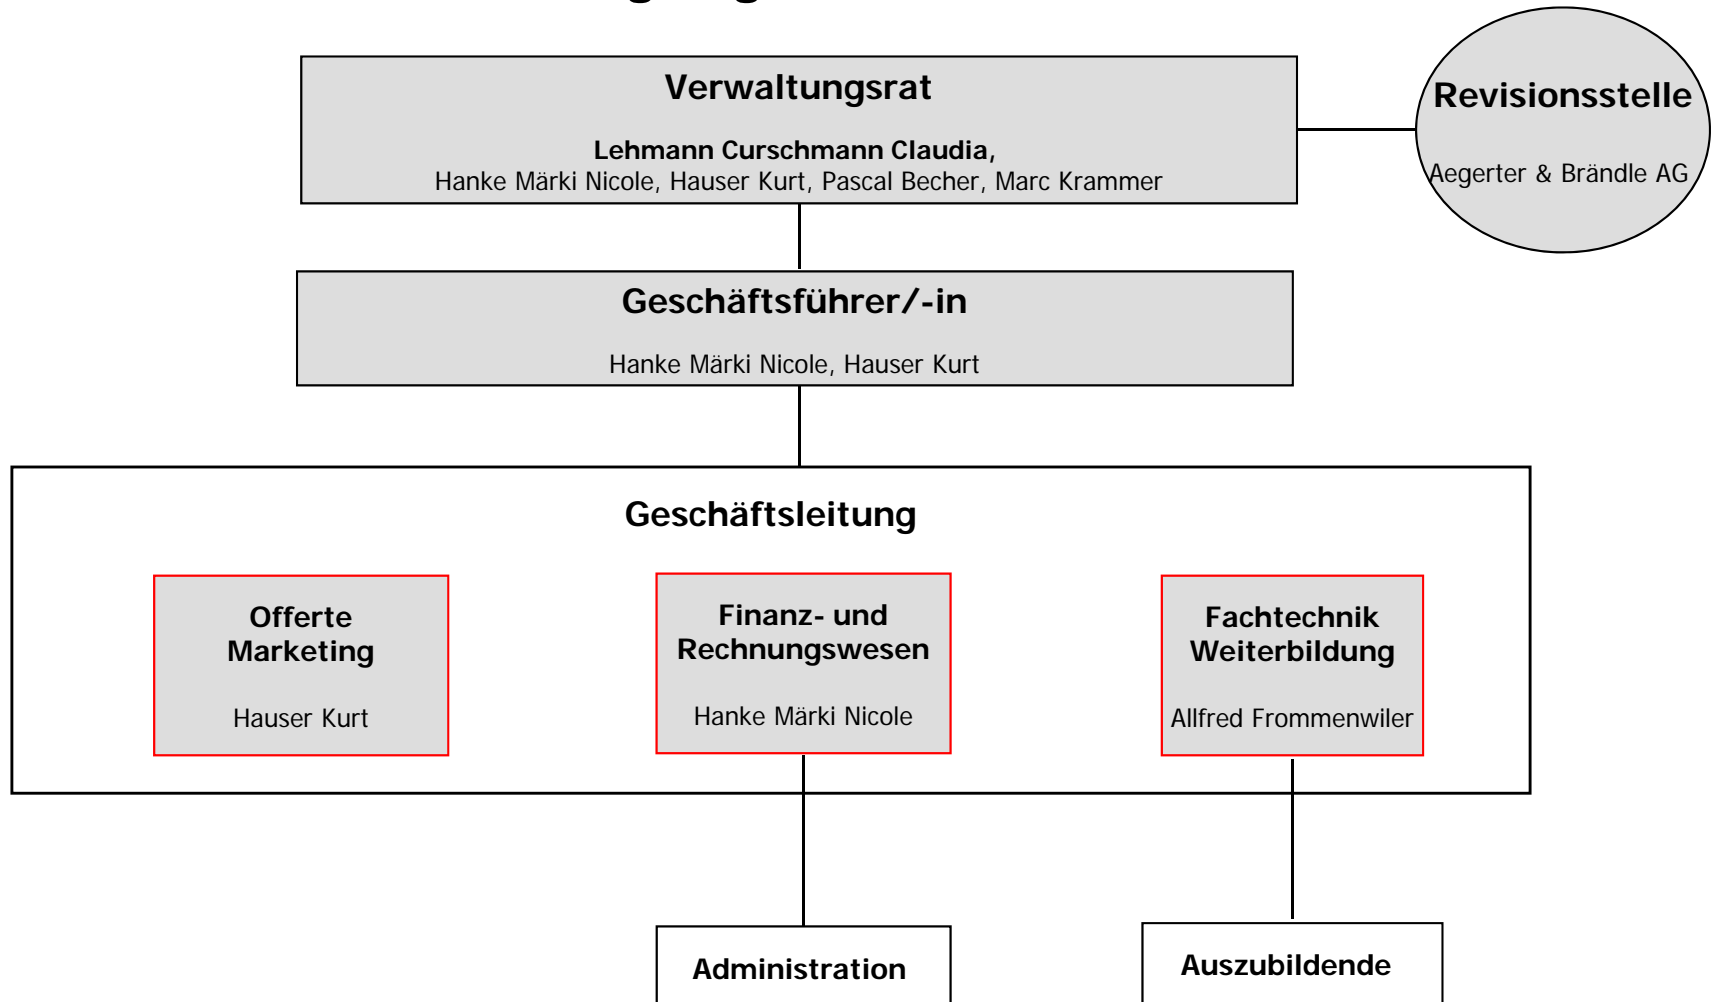 Verwaltungsrat
Lehmann Curschmann Claudia,
Hanke Märki Nicole, Hauser Kurt, Pascal Becher, Marc Krammer
Revisionsstelle
Aegerter & Brändle AG
Geschäftsführer/-in
Hanke Märki Nicole, Hauser Kurt
Geschäftsleitung
Offerte
Marketing
Hauser Kurt
Finanz- und
Rechnungswesen
Hanke Märki Nicole
Fachtechnik
Weiterbildung
Allfred Frommenwiler
Administration
Auszubildende